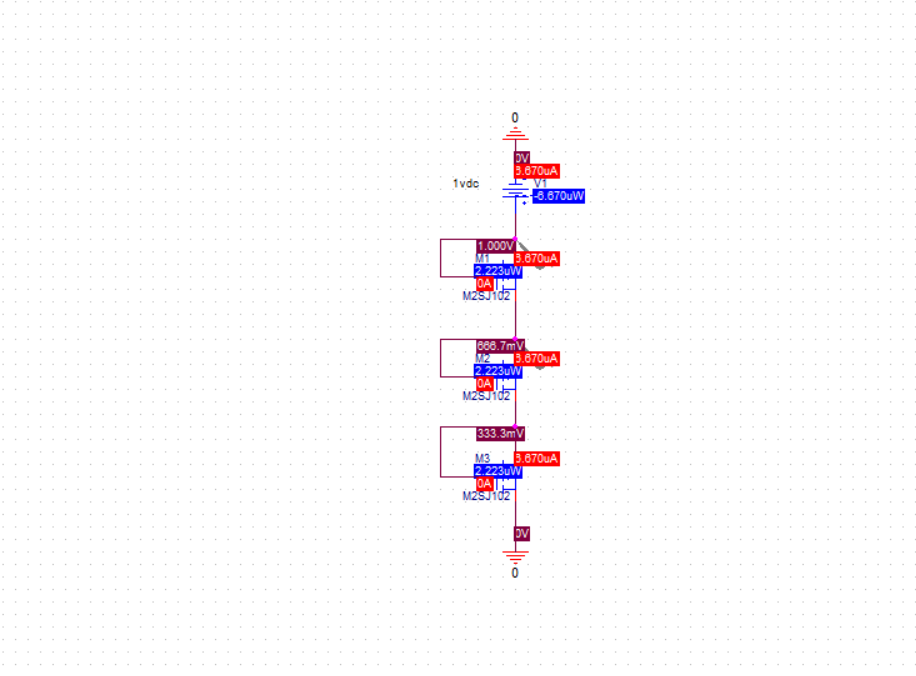 0
0V
6.670uA
1vdc
V1
-6.670uW
1.000V
M1
6.670uA
2.223uW
0A
M2SJ102
666.7mV
M2
6.670uA
2.223uW
0A
M2SJ102
333.3mV
M3
6.670uA
2.223uW
0A
M2SJ102
0V
0